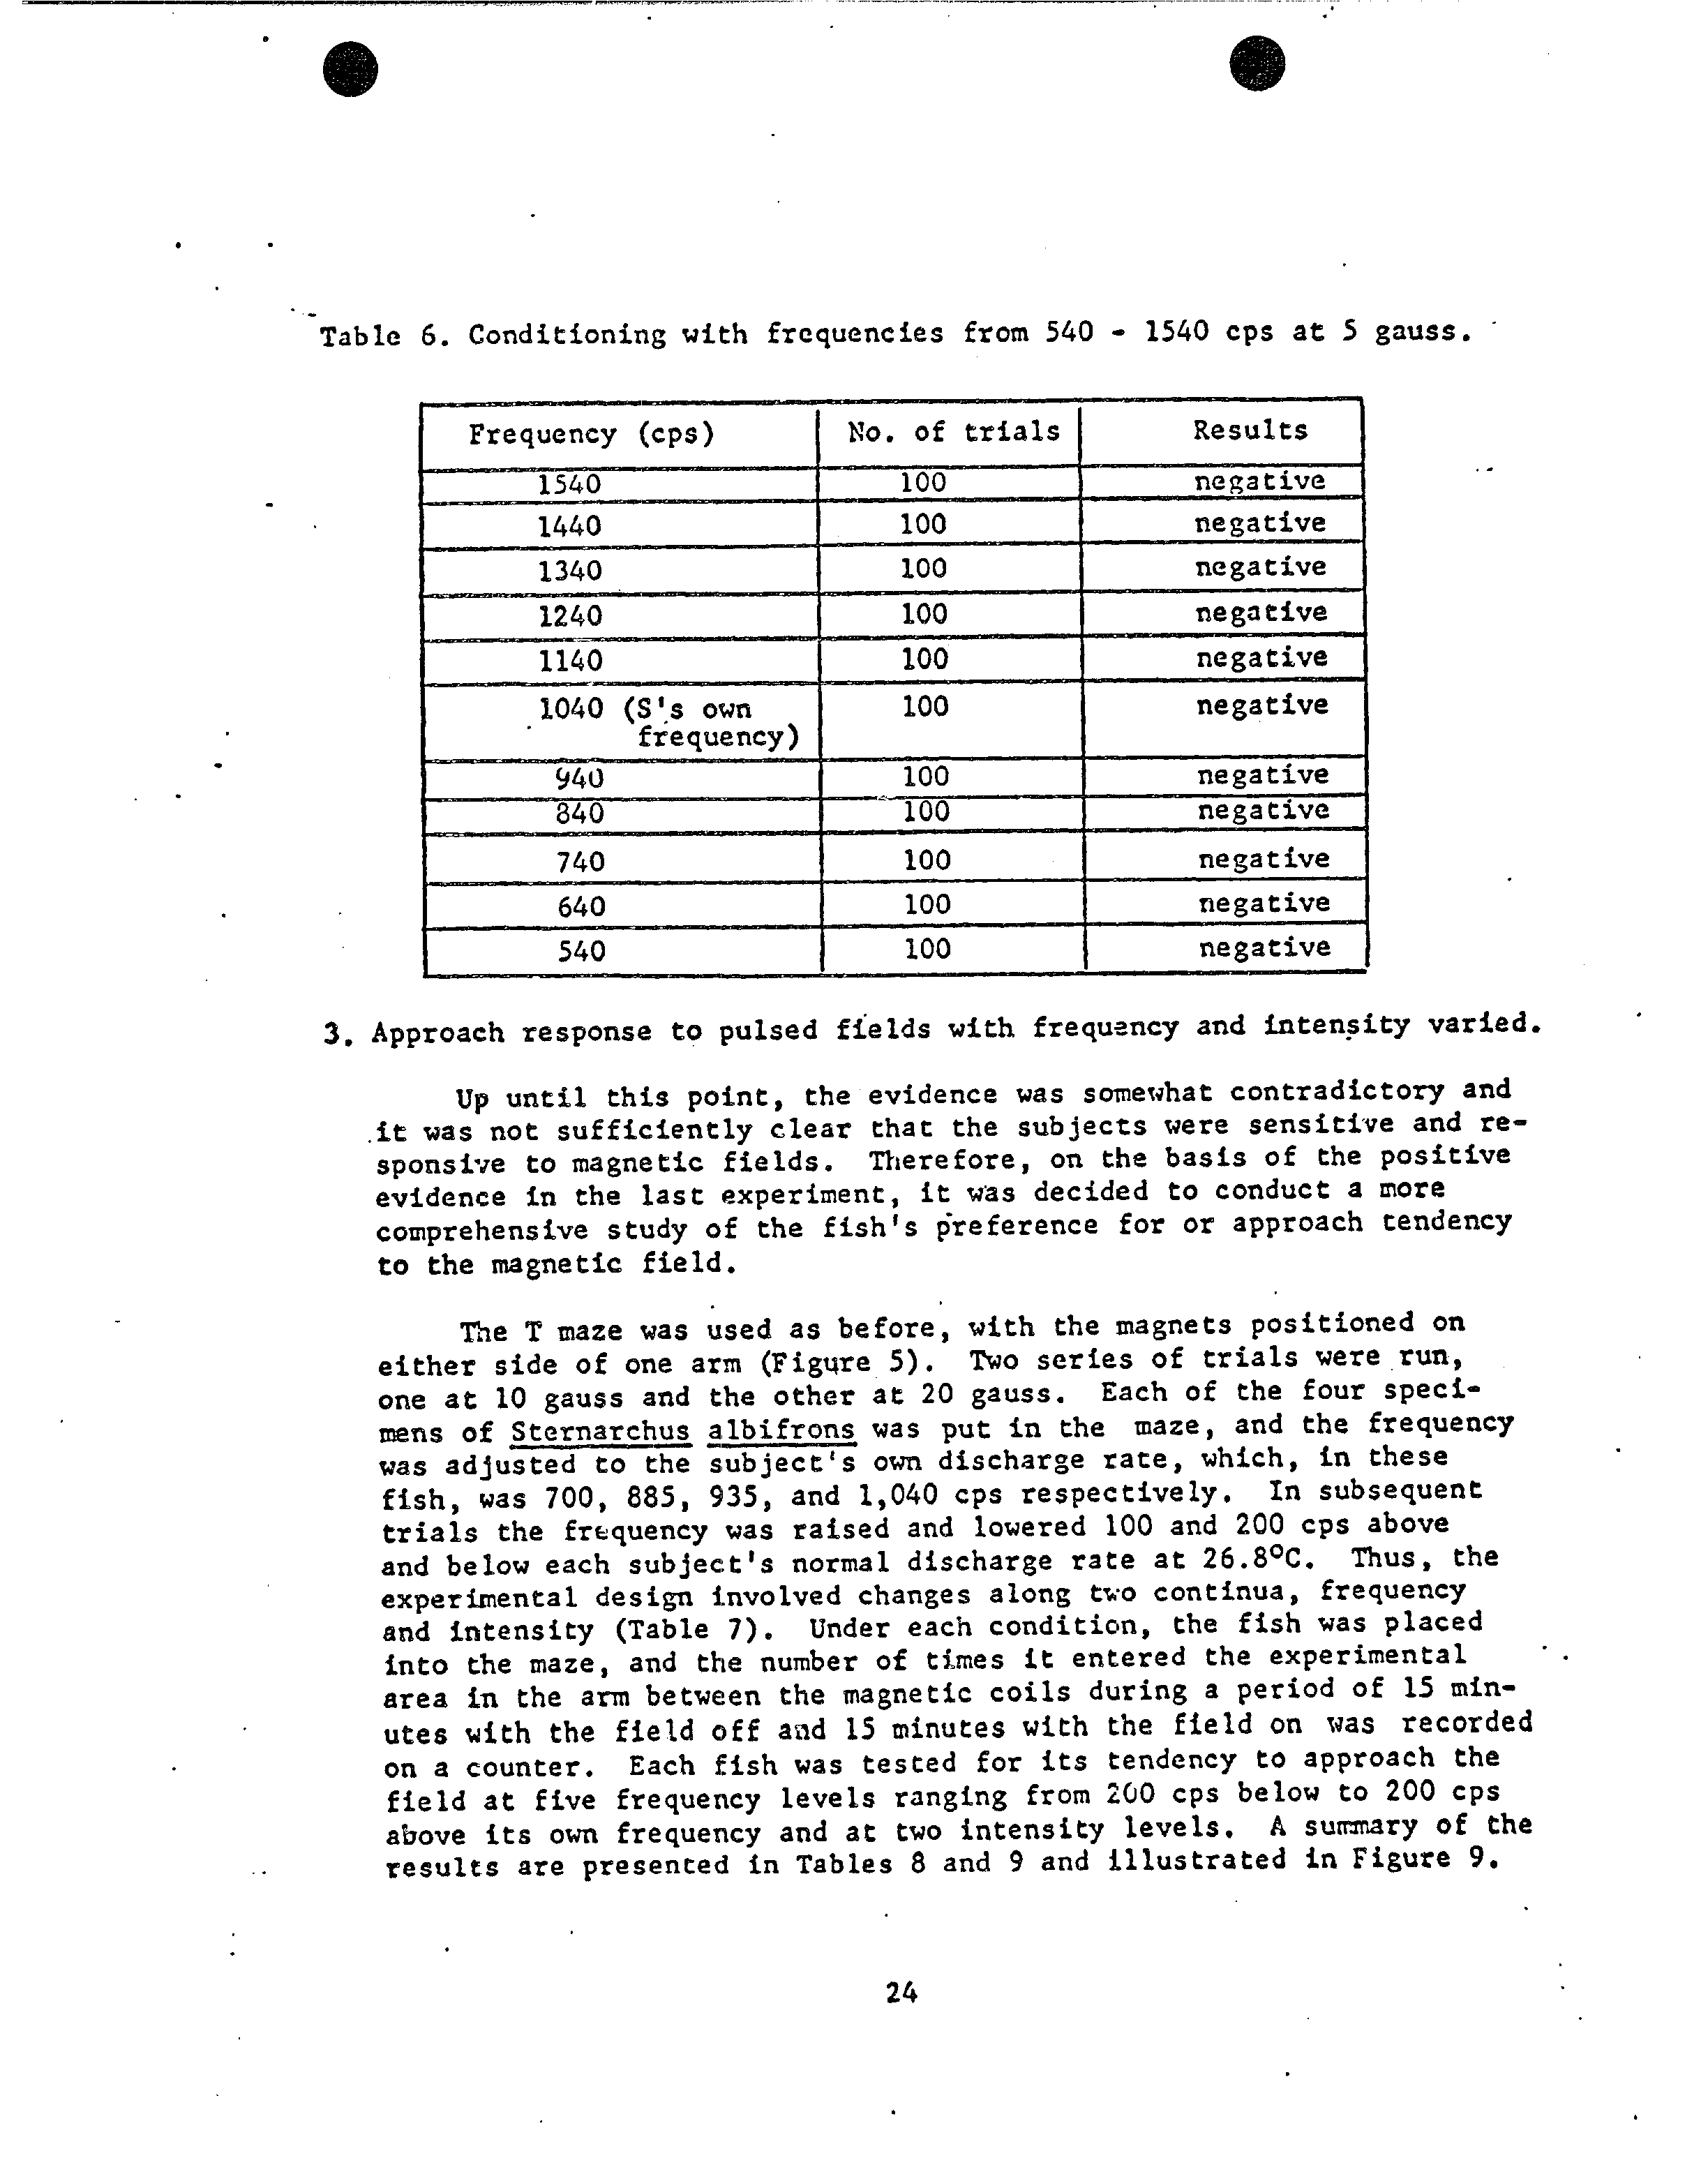 Table 6. Conditioning with frequencies from 540 - 1540 cps at 5 gauss.
Frequency (cps) No. of trials Results
1540 100 negative
1440 100 negative
1340 100 negative
1240 100 negative
1140 100 negative
1040 (S's own 100 negative
frequency)
940 100 negative
840 100 negative
740 100 negative
640 100 negative
540 100 negative
3. Approach response to pulsed fields with frequency and intensity varied.
Up until this point, the evidence was somewhat contradictory and
it was not sufficiently clear that the subjects were sensitive and re-
sponsive to magnetic fields. Therefore, on the basis of the positive
evidence in the last experiment, it was decided to conduct a more
comprehensive study of the fish's preference for or approach tendency
to the magnetic field.
The T maze was used as before, with the magnets positioned on
either side of one arm (Figure 5). Two series of trials were run,
one at 10 gauss and the other at 20 gauss. Each of the four speci-
mens of Sternarchus albifrons was put in the maze, and the frequency
was adjusted to the subject's own discharge rate, which, in these
fish, was 700, 885, 935, and 1,040 cps respectively. In subsequent
trials the frequency was raised and lowered 100 and 200 cps above
and below each subject's normal discharge rate at 26.8°C. Thus, the
experimental design involved changes along two continua, frequency
and intensity (Table 7). Under each condition, the fish was placed
into the maze, and the number of times it entered the experimental
area in the arm between the magnetic coils during a period of 15 min-
utes with the field off and 15 minutes with the field on was recorded
on a counter. Each fish was tested for its tendency to approach the
field at five frequency levels ranging from 200 cps below to 200 cps
above its own frequency and at two intensity levels. A summary of the
results are presented in Tables 8 and 9 and illustrated in Figure 9.
24